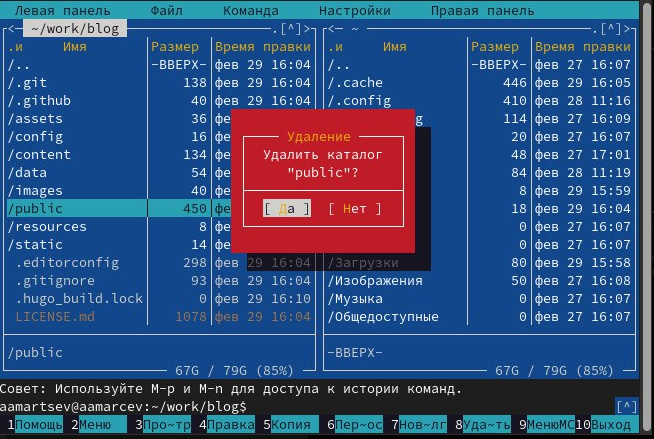 Левая панель Файл Команда Настройки Правая панель
<─ ~/work/blog .[^]> <─ ~ .[^]>
.и Имя Размер Время правки .и Имя Размер Время правки
/.. -ВВЕРХ- фев 29 16:04 /.. -ВВЕРХ- фев 27 16:07
/.git 138 фев 29 16:04 /.cache 446 фев 29 16:05
/.github 40 фев 29 16:04 /.config 410 фев 28 11:16
/assets 36 фе g 114 фев 27 16:09
/config 16 фе 20 фев 27 16:07
/content 134 фе 48 фев 27 17:01
/data 54 фе 84 фев 28 11:19
/images 40 фе 8 фев 29 15:59
/public 450 фе 18 фев 29 16:04
/resources 8 фе 0 фев 27 16:07
/static 14 фе 0 фев 27 16:07
.editorconfig 298 фев 29 16:04 /Загрузки 80 фев 29 15:58
.gitignore 93 фев 29 16:04 /Изображения 50 фев 27 16:08
.hugo_build.lock 0 фев 29 16:10 /Музыка 0 фев 27 16:07
LICENSE.md 1078 фев 29 16:04 /Общедоступные 0 фев 27 16:07
Удаление
Удалить каталог
"public"?
[ Да ] [ Нет ]
/public -ВВЕРХ-
67G / 79G (85%) 67G / 79G (85%)
Совет: Используйте M-p и M-n для доступа к истории команд.
aamartsev@aamarcev:~/work/blog$ [^]
1Помощь 2Меню 3Про~тр 4Правка 5Копия 6Пер~ос 7Нов~лг 8Уда~ть 9МенюMC 10Выход